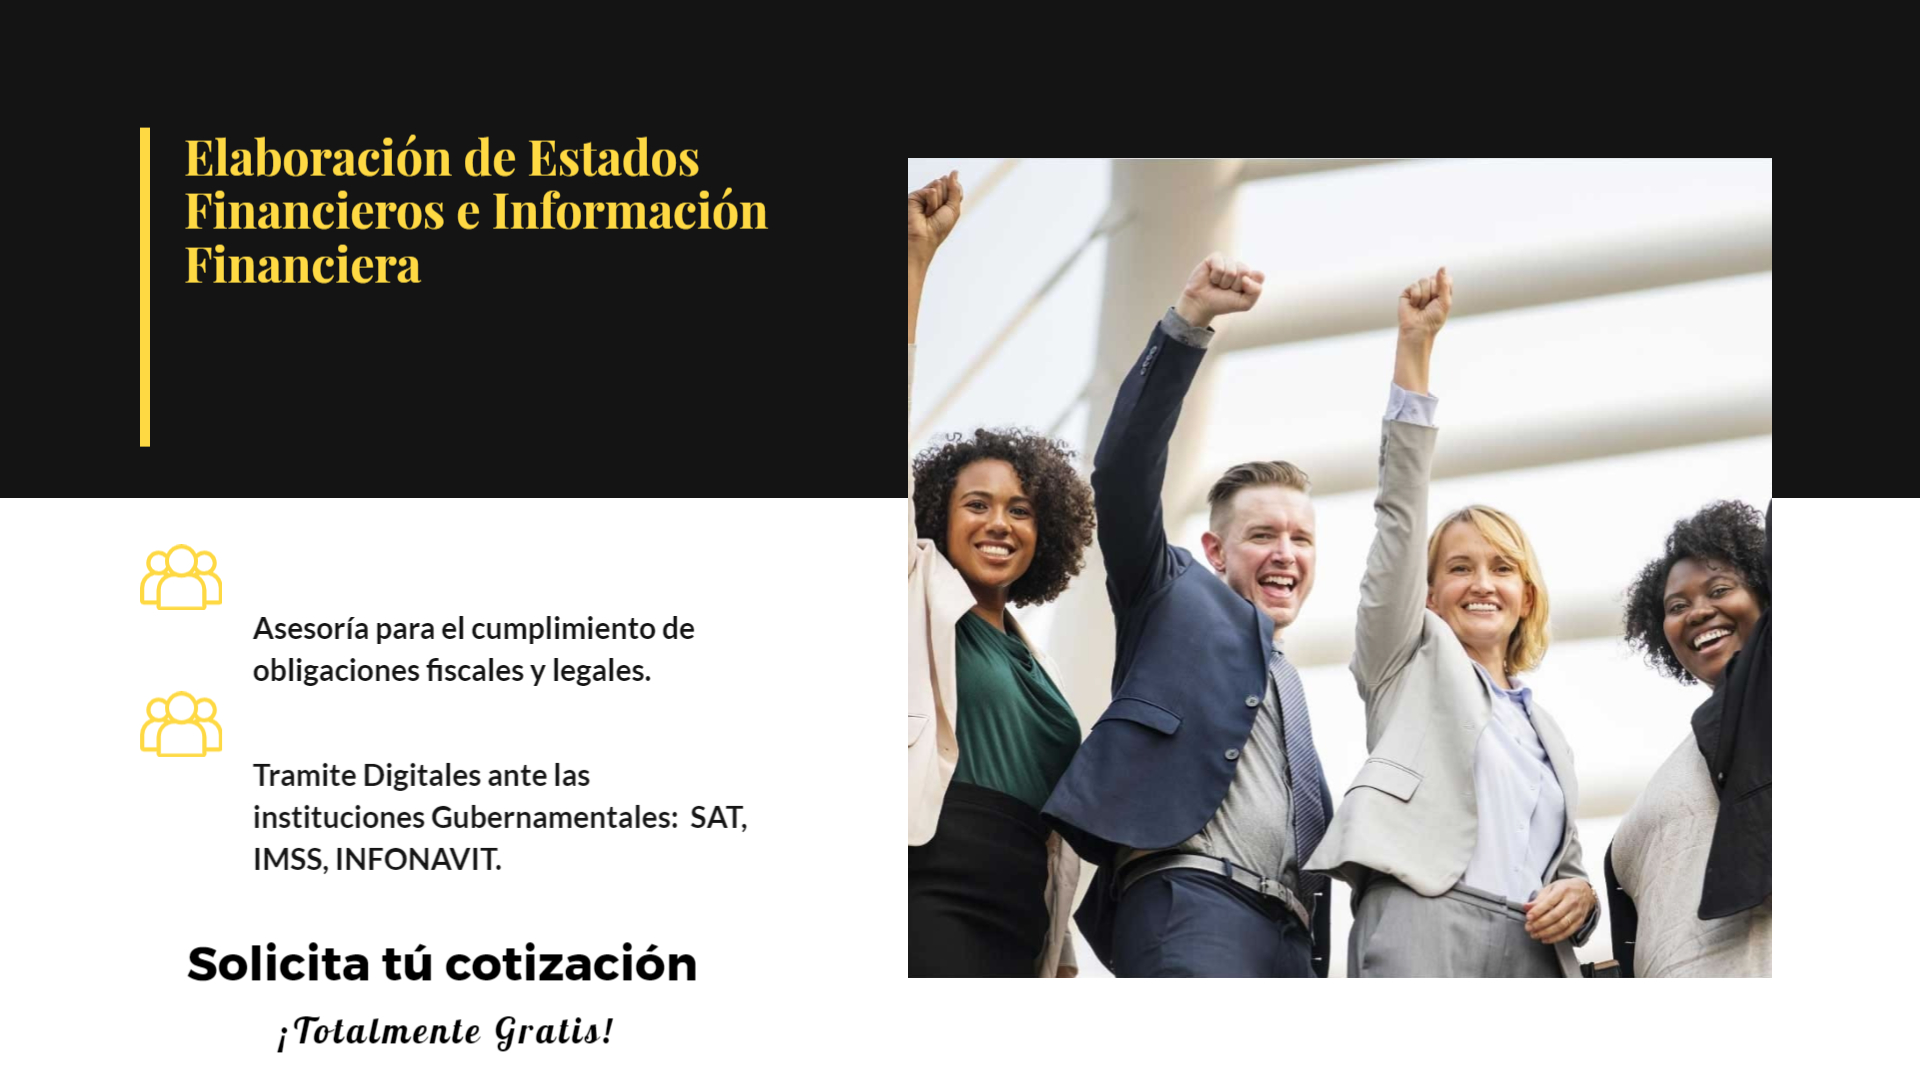 Elaboración de Estados
Financieros e Información
Financiera
Asesoría para el cumplimiento de
obligaciones fiscales y legales.
Tramite Digitales ante las
instituciones Gubernamentales: SAT,
IMSS, INFONAVIT.
Solicita tú cotización
¡Totalmente Gratis!